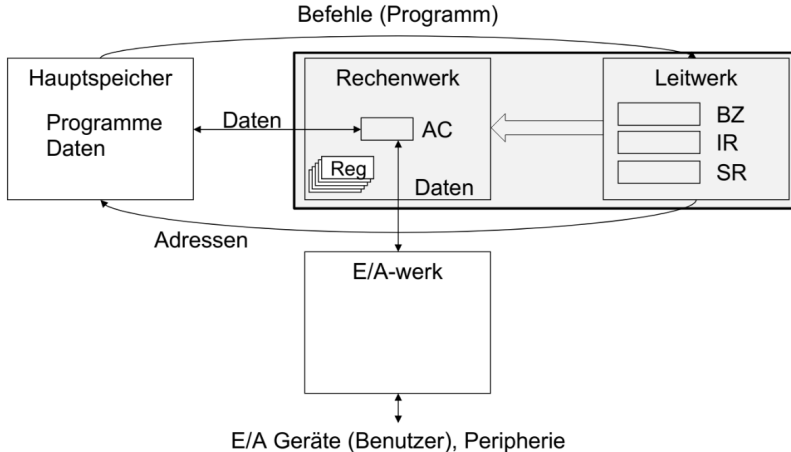 Befehle (Programm)
Hauptspeicher
Programme
Daten
Daten
Rechenwerk
AC
Reg
Daten
Leitwerk
BZ
IR
SR
Adressen
E/A-werk
E/A Geräte (Benutzer), Peripherie